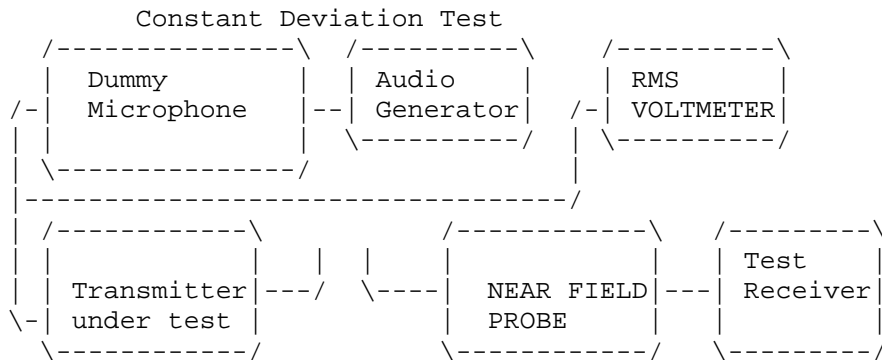 Constant Deviation Test
Dummy Microphone
Audio Generator
RMS VOLTMETER
Transmitter under test
NEAR FIELD PROBE
Test Receiver